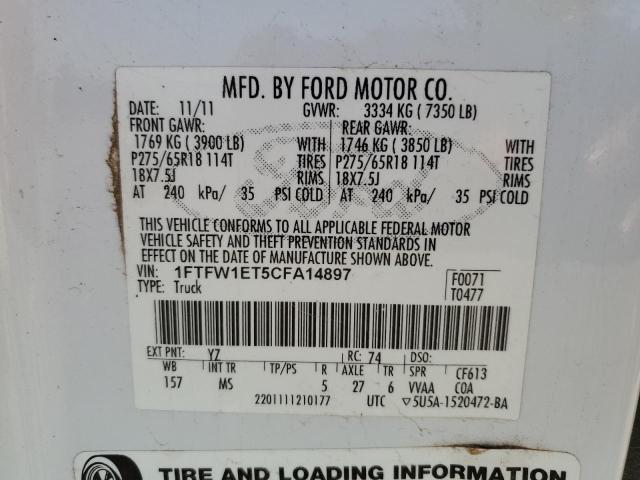 MFD. BY FORD MOTOR CO.
DATE: 11/11 GVWR: 3334 KG ( 7350 LB)
FRONT GAWR: REAR GAWR:
1769 KG ( 3900 LB) WITH 1746 KG ( 3850 LB) WITH
P275/65R18 114T TIRES P275/65R18 114T TIRES
18X7.5J RIMS 18X7.5J RIMS
AT 240 kPa/ 35 PSI COLD AT 240 kPa/ 35 PSI COLD
THIS VEHICLE CONFORMS TO ALL APPLICABLE FEDERAL MOTOR
VEHICLE SAFETY AND THEFT PREVENTION STANDARDS IN
EFFECT ON THE DATE OF MANUFACTURE SHOWN ABOVE.
VIN: 1FTFW1ET5CFA14897 F0071
TYPE: Truck T0477
EXT PNT: YZ RC: 74 DSO:
WB INT TR TP/PS R AXLE TR SPR CF613
157 MS 5 27 6 VVAA COA
2201111210177 UTC ▽5U5A-1520472-BA
TIRE AND LOADING INFORMATION